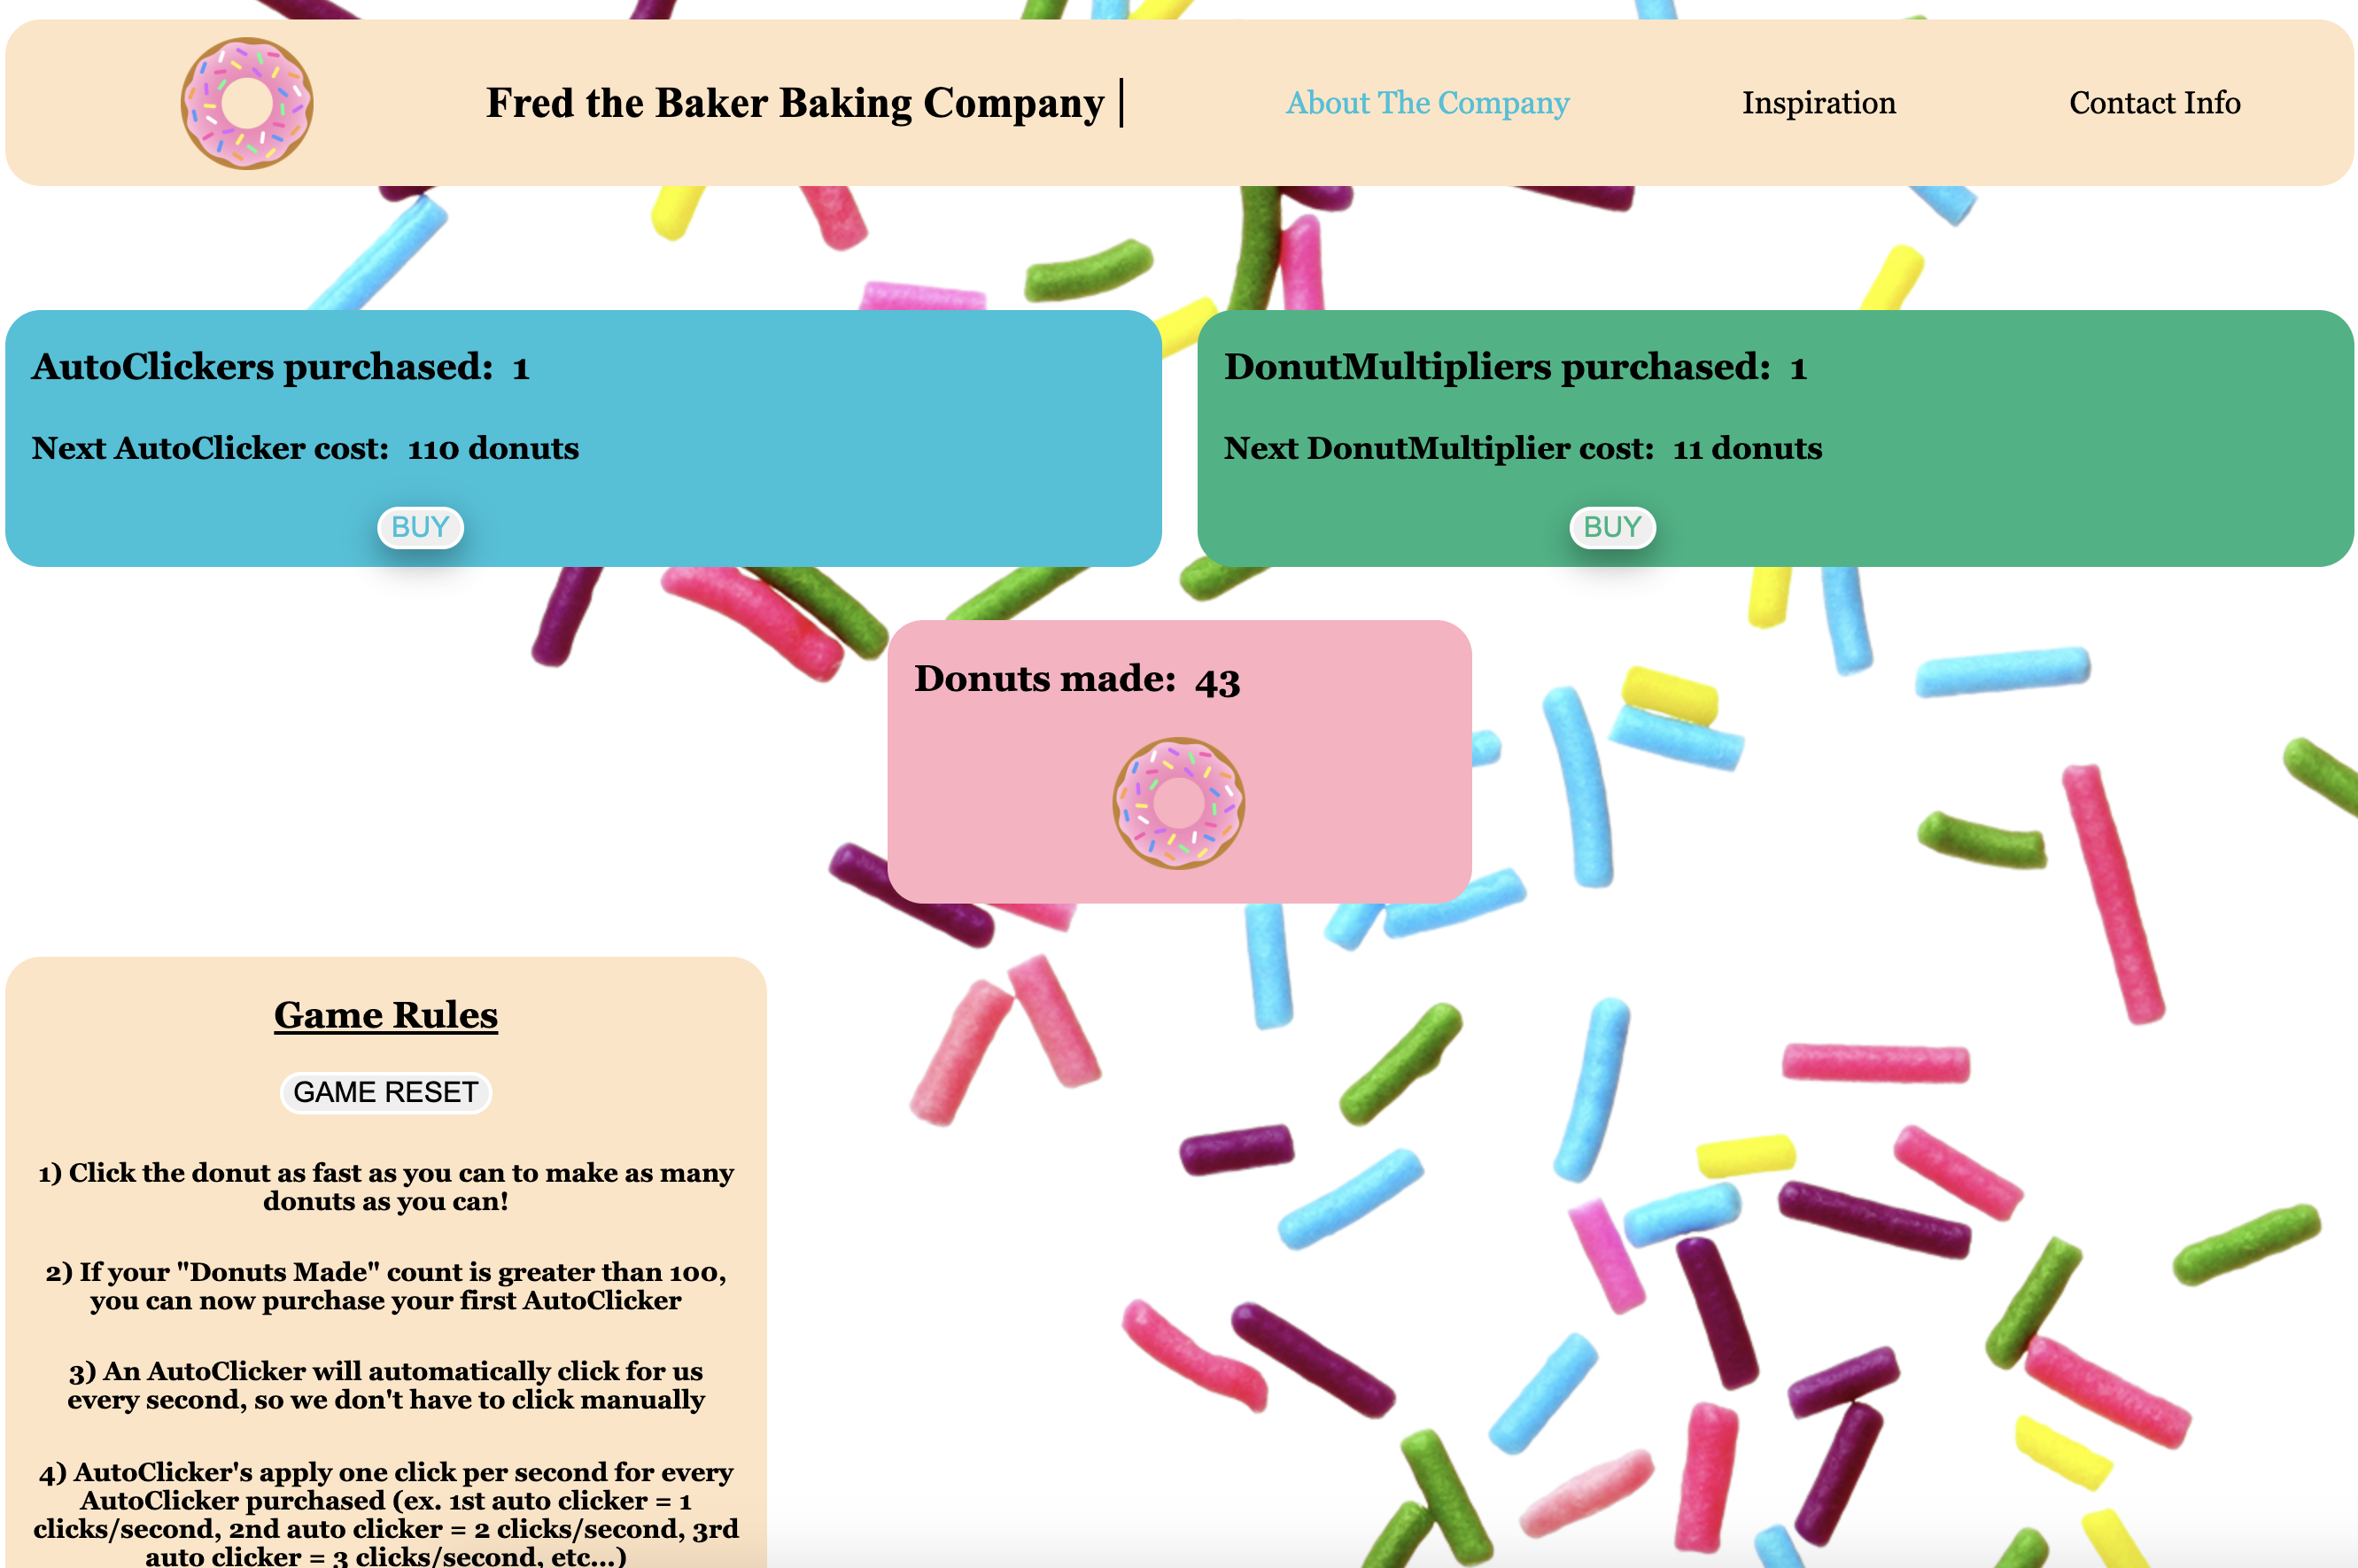 Fred the Baker Baking Company |
About The Company
Inspiration
Contact Info
AutoClickers purchased: 1
Next AutoClicker cost: 110 donuts
BUY
DonutMultipliers purchased: 1
Next DonutMultiplier cost: 11 donuts
BUY
Donuts made: 43
Game Rules
GAME RESET
1) Click the donut as fast as you can to make as many
donuts as you can!
2) If your "Donuts Made" count is greater than 100,
you can now purchase your first AutoClicker
3) An AutoClicker will automatically click for us
every second, so we don't have to click manually
4) AutoClicker's apply one click per second for every
AutoClicker purchased (ex. 1st auto clicker = 1
clicks/second, 2nd auto clicker = 2 clicks/second, 3rd
auto clicker = 3 clicks/second, etc...)